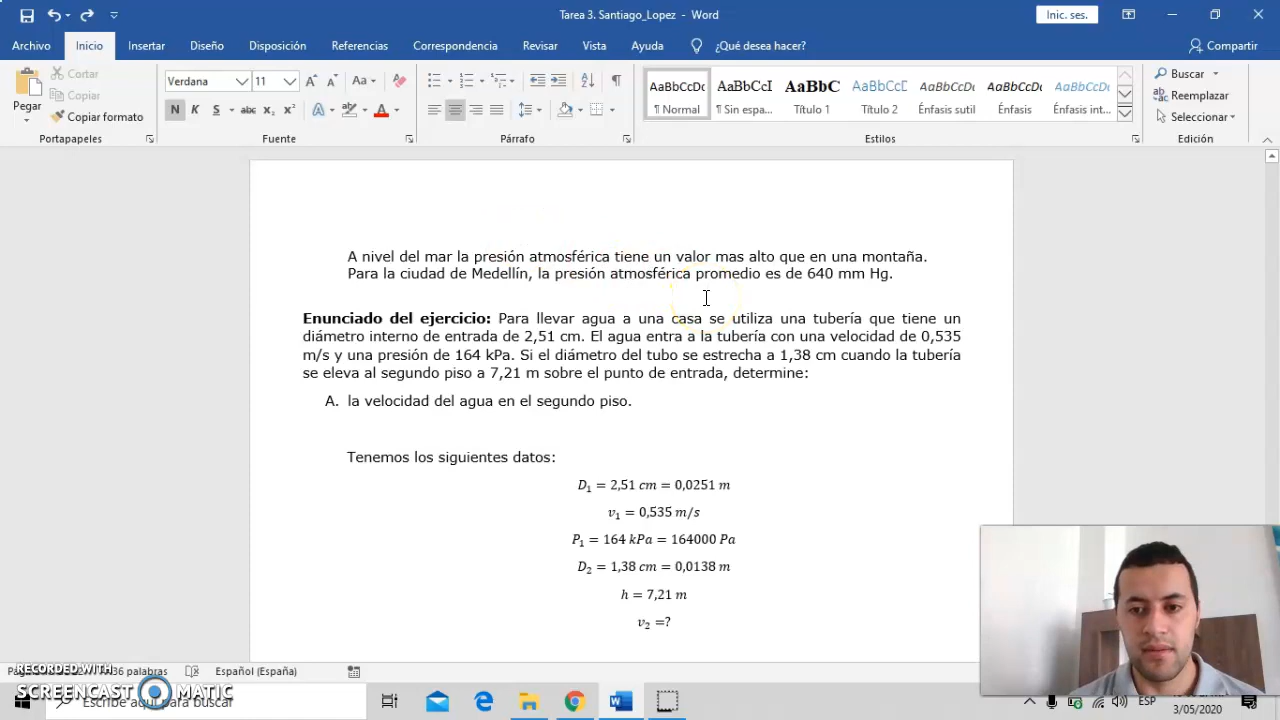 Tarea 3. Santiago_Lopez - Word
Inic. ses.
Archivo Inicio Insertar Diseño Disposición Referencias Correspondencia Revisar Vista Ayuda ¿Qué desea hacer? Compartir
Pegar
Cortar
Copiar
Copiar formato
Portapapeles
Verdana 11
Fuente
Párrafo
AaBbCcDc AaBbCcI AaBbC AaBbCcD AaBbCcDc AaBbCcDc AaBbCcDc
¶ Normal ¶ Sin espa... Título 1 Título 2 Énfasis sutil Énfasis Énfasis int...
Estilos
Buscar
Reemplazar
Seleccionar
Edición
A nivel del mar la presión atmosférica tiene un valor mas alto que en una montaña.
Para la ciudad de Medellín, la presión atmosférica promedio es de 640 mm Hg.
Enunciado del ejercicio: Para llevar agua a una casa se utiliza una tubería que tiene un
diámetro interno de entrada de 2,51 cm. El agua entra a la tubería con una velocidad de 0,535
m/s y una presión de 164 kPa. Si el diámetro del tubo se estrecha a 1,38 cm cuando la tubería
se eleva al segundo piso a 7,21 m sobre el punto de entrada, determine:
A. la velocidad del agua en el segundo piso.
Tenemos los siguientes datos:
D₁ = 2,51 cm = 0,0251 m
v₁ = 0,535 m/s
P₁ = 164 kPa = 164000 Pa
D₂ = 1,38 cm = 0,0138 m
h = 7,21 m
v₂ =?
palabras Español (España)
RECORDED WITH
SCREENCAST MATIC
Escribe aquí para buscar
ESP
3/05/2020